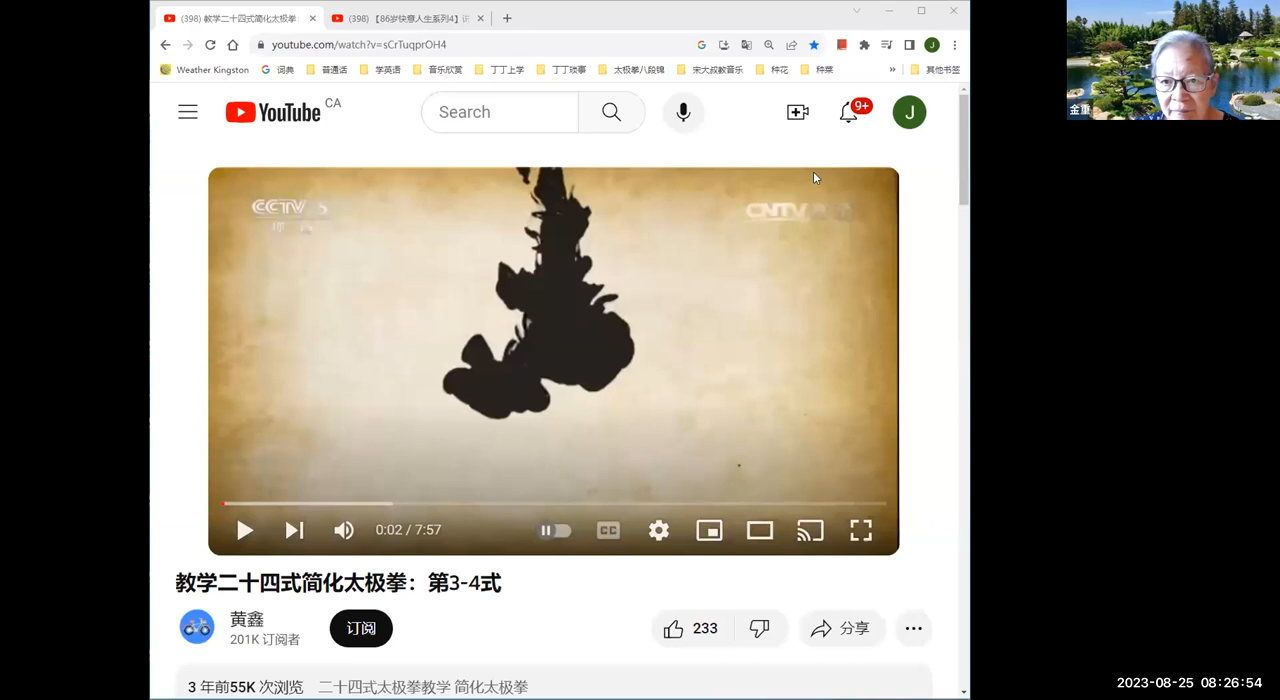 (398) 教学二十四式简化太极拳
(398) 【86岁快意人生系列4】
youtube.com/watch?v=sCrTuqprOH4
J
Weather Kingston
词典
普通话
学英语
音乐欣赏
丁丁上学
丁丁琐事
太极拳八段锦
宋大叔教音乐
种花
种菜
»
其他书签
YouTube CA
Search
9+
J
CCTV 5
CNTV
0:02 / 7:57
CC
教学二十四式简化太极拳：第3-4式
黄鑫
201K 订阅者
订阅
233
分享
3 年前55K 次浏览 二十四式太极拳教学 简化太极拳
金重
2023-08-25 08:26:54